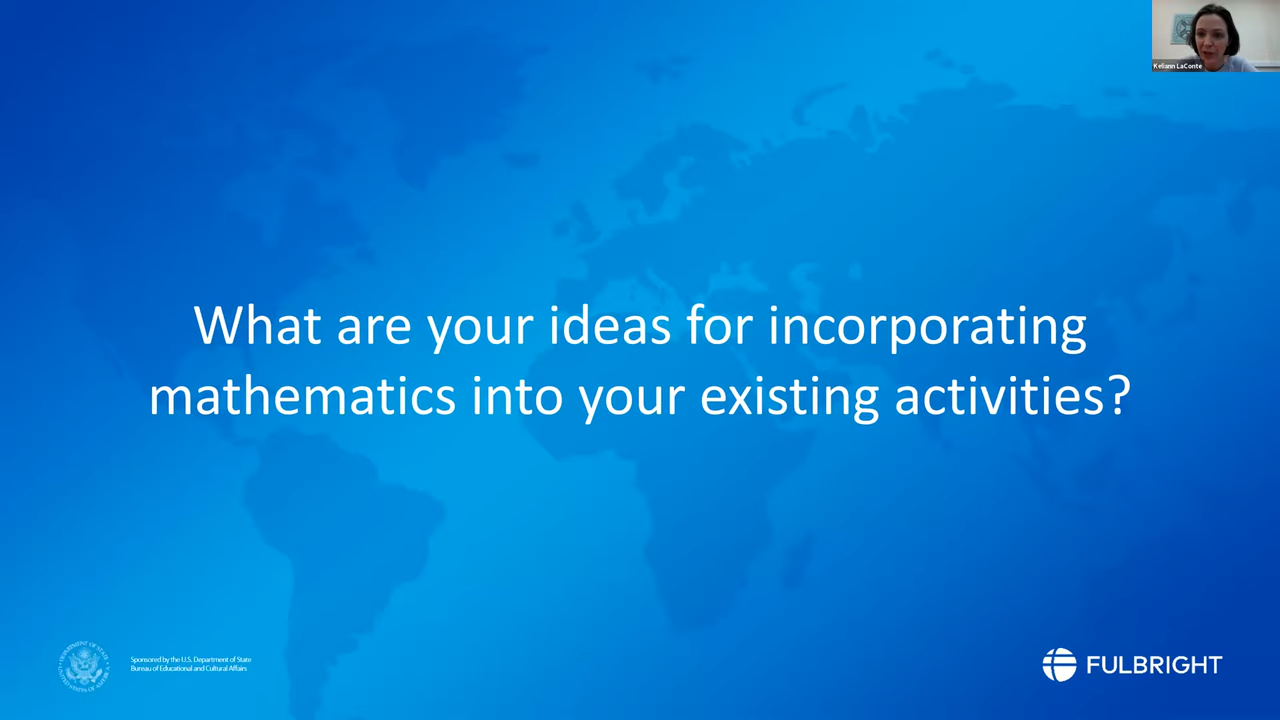 Keliann LaConte
What are your ideas for incorporating
mathematics into your existing activities?
Sponsored by the U.S. Department of State
Bureau of Educational and Cultural Affairs
FULBRIGHT